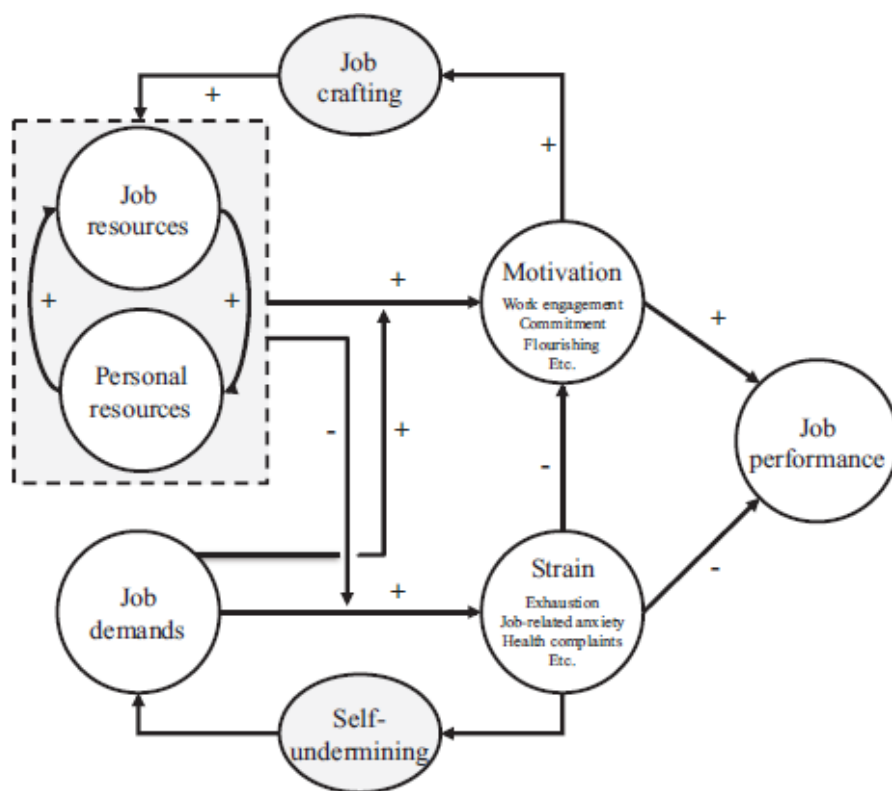 Job
crafting
+
+
Job
resources
+
+
Personal
resources
+
-
+
Motivation
Work engagement
Commitment
Flourishing
Etc.
+
-
Job
performance
-
Job
demands
+
Strain
Exhaustion
Job-related anxiety
Health complaints
Etc.
Self-
undermining